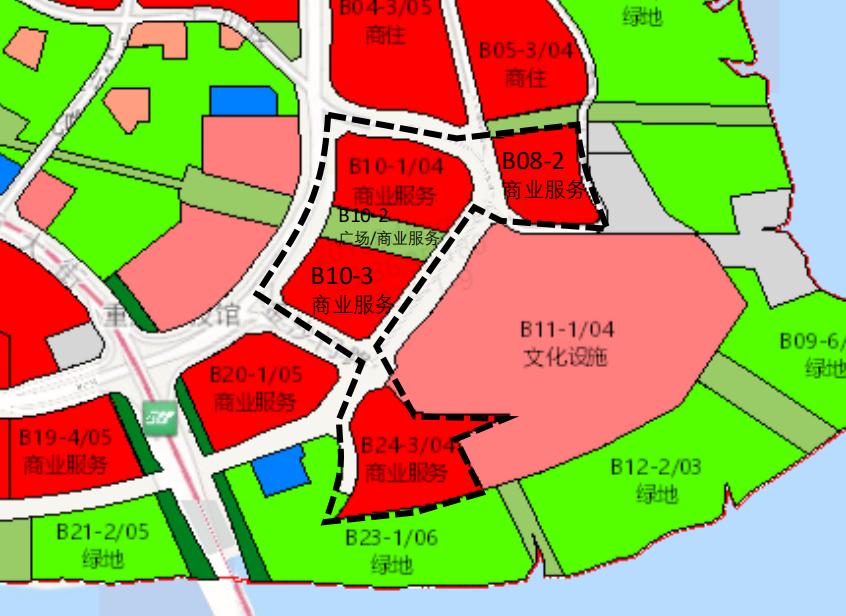 B04-3/05
商住
绿地
B05-3/04
商住
B08-2
商业服务
B10-1/04
商业服务
B10-2
广场/商业服务
B10-3
商业服务
B11-1/04
文化设施
B09-6/
绿地
B20-1/05
商业服务
B19-4/05
商业服务
B24-3/04
商业服务
B12-2/03
绿地
B21-2/05
绿地
B23-1/06
绿地